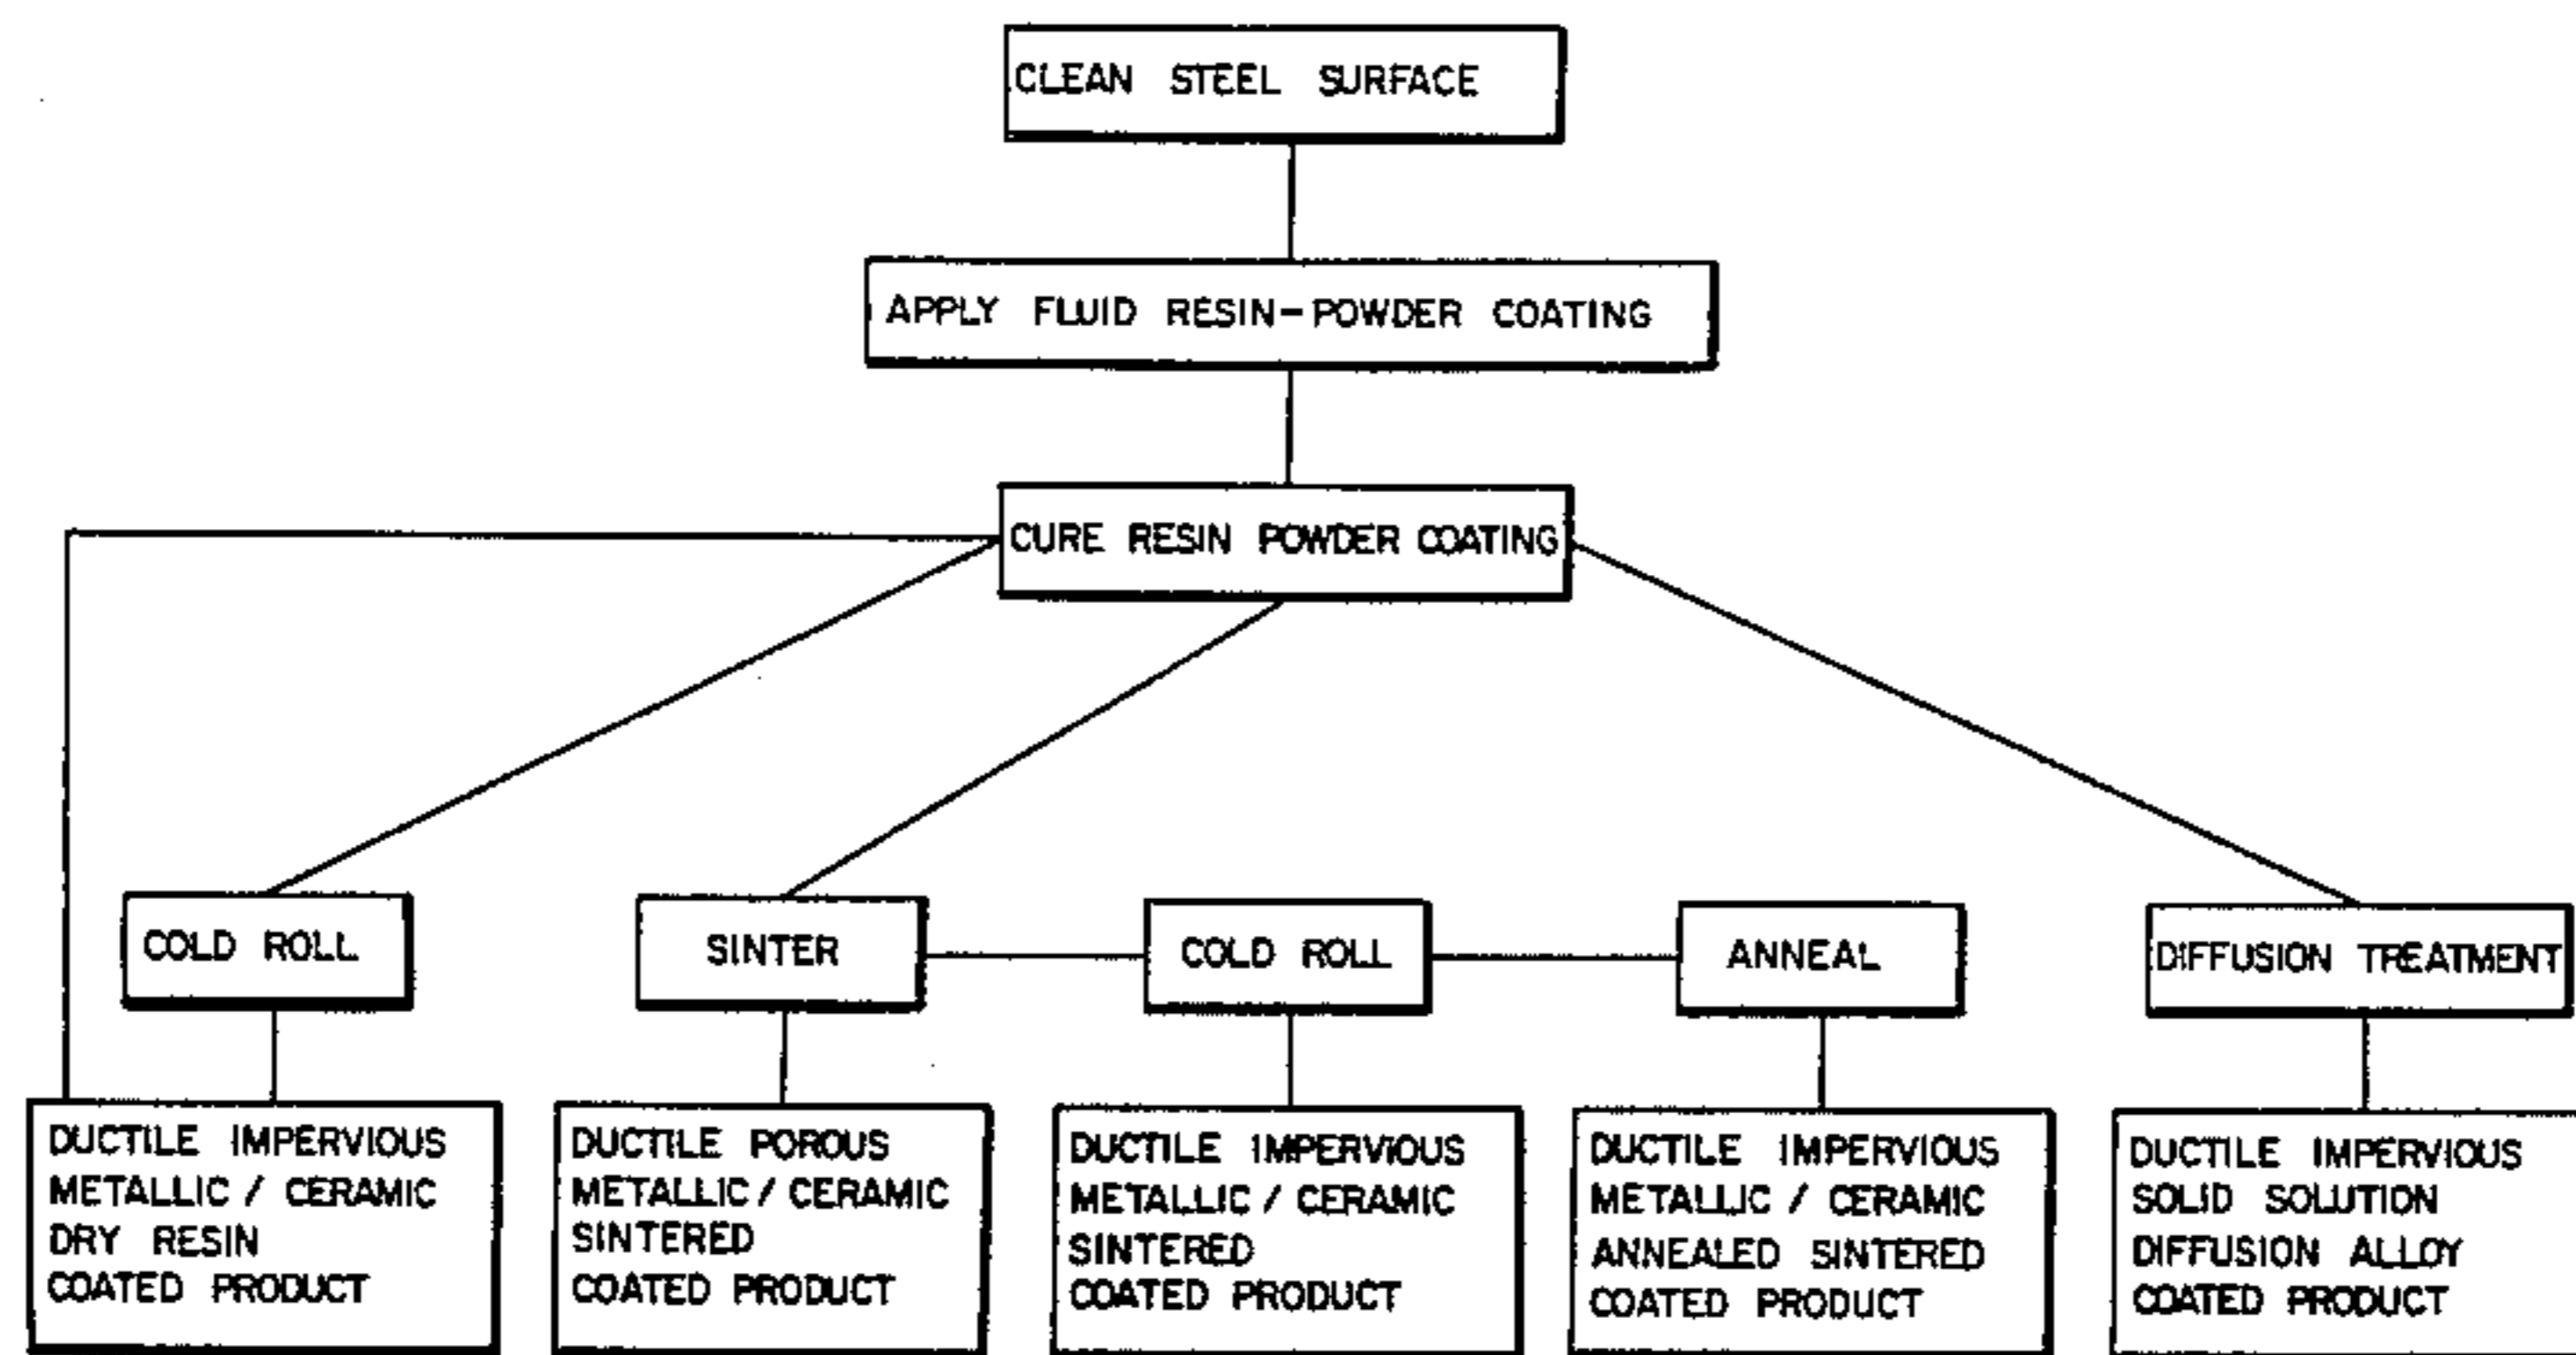 CLEAN STEEL SURFACE
APPLY FLUID RESIN-POWDER COATING
CURE RESIN POWDER COATING
COLD ROLL
SINTER
COLD ROLL
ANNEAL
DIFFUSION TREATMENT
DUCTILE IMPERVIOUS
METALLIC / CERAMIC
DRY RESIN
COATED PRODUCT
DUCTILE POROUS
METALLIC / CERAMIC
SINTERED
COATED PRODUCT
DUCTILE IMPERVIOUS
METALLIC / CERAMIC
SINTERED
COATED PRODUCT
DUCTILE IMPERVIOUS
METALLIC / CERAMIC
ANNEALED SINTERED
COATED PRODUCT
DUCTILE IMPERVIOUS
SOLID SOLUTION
DIFFUSION ALLOY
COATED PRODUCT